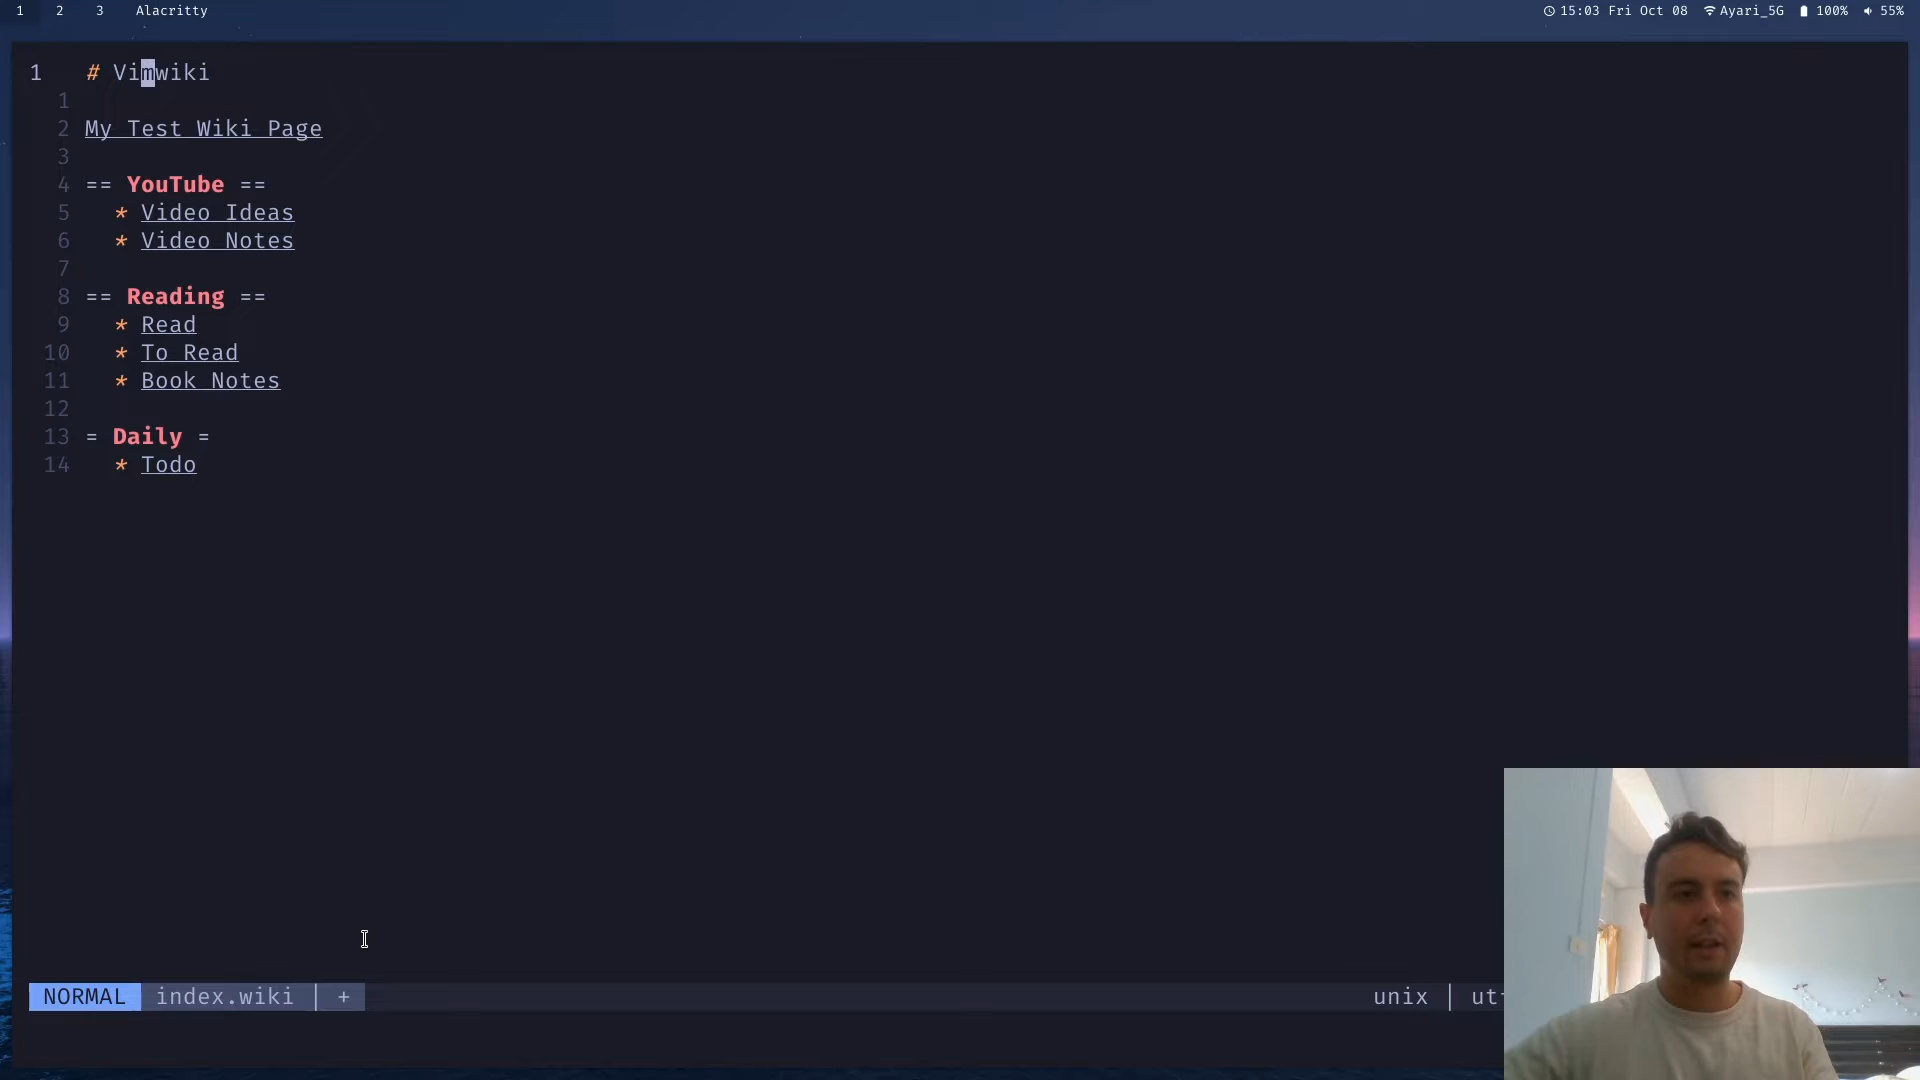 1 2 3 Alacritty 15:03 Fri Oct 08 Ayari_5G 100% 55%
1 # Vimwiki
1
2 My Test Wiki Page
3
4 == YouTube ==
5 * Video Ideas
6 * Video Notes
7
8 == Reading ==
9 * Read
10 * To Read
11 * Book Notes
12
13 = Daily =
14 * Todo
NORMAL index.wiki | + unix |